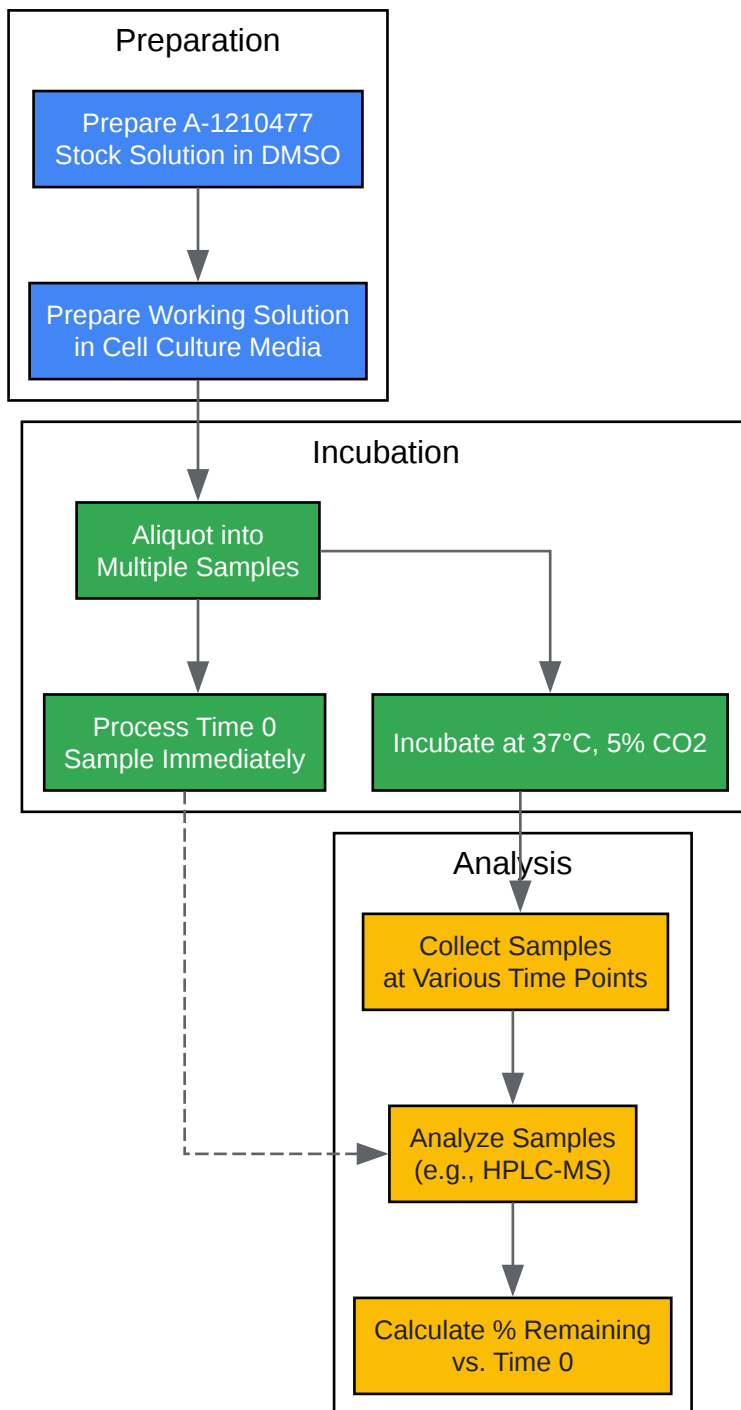 Preparation
Prepare A-1210477
Stock Solution in DMSO
Prepare Working Solution
in Cell Culture Media
Incubation
Aliquot into
Multiple Samples
Process Time 0
Sample Immediately
Incubate at 37°C, 5% CO2
Analysis
Collect Samples
at Various Time Points
Analyze Samples
(e.g., HPLC-MS)
Calculate % Remaining
vs. Time 0